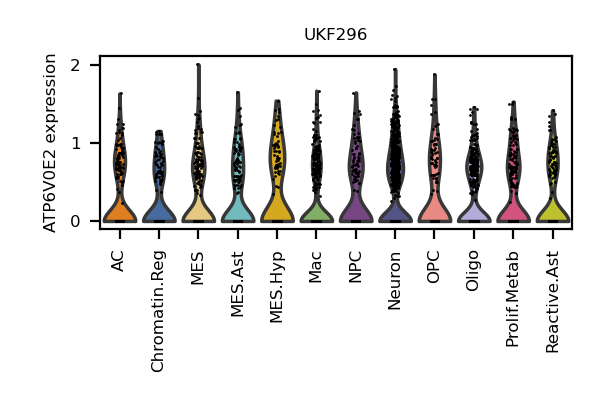 UKF296
ATP6V0E2 expression
2
1
0
AC
Chromatin.Reg
MES
MES.Ast
MES.Hyp
Mac
NPC
Neuron
OPC
Oligo
Prolif.Metab
Reactive.Ast